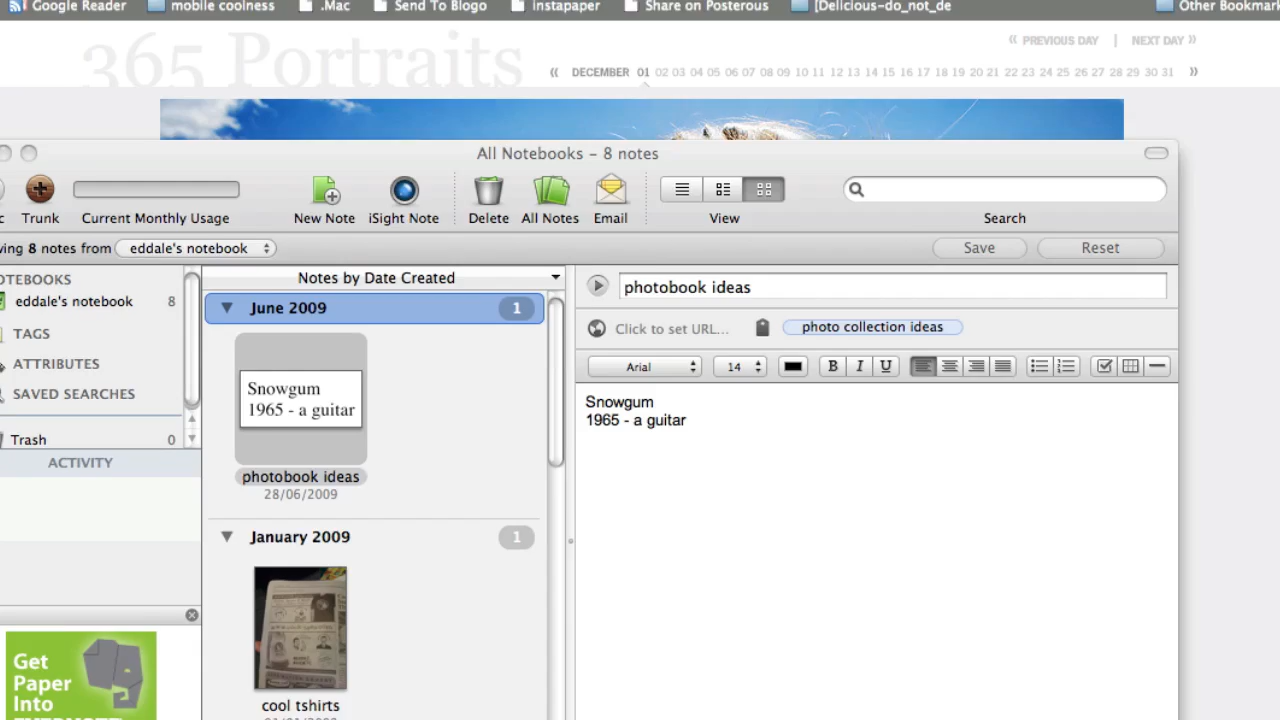 Google Reader mobile coolness .Mac Send To Blogo instapaper Share on Posterous [Delicious-do_not_de Other Bookmar
365 Portraits
« PREVIOUS DAY | NEXT DAY »
« DECEMBER 01 02 03 04 05 06 07 08 09 10 11 12 13 14 15 16 17 18 19 20 21 22 23 24 25 26 27 28 29 30 31 »
All Notebooks – 8 notes
c Trunk Current Monthly Usage New Note iSight Note Delete All Notes Email View Search
ving 8 notes from eddale's notebook Save Reset
OTEBOOKS
eddale's notebook 8
TAGS
ATTRIBUTES
SAVED SEARCHES
Trash 0
ACTIVITY
Get
Paper
Into
Notes by Date Created
June 2009 1
Snowgum
1965 - a guitar
photobook ideas
28/06/2009
January 2009 1
cool tshirts
photobook ideas
Click to set URL... photo collection ideas
Arial 14 B I U
Snowgum
1965 - a guitar